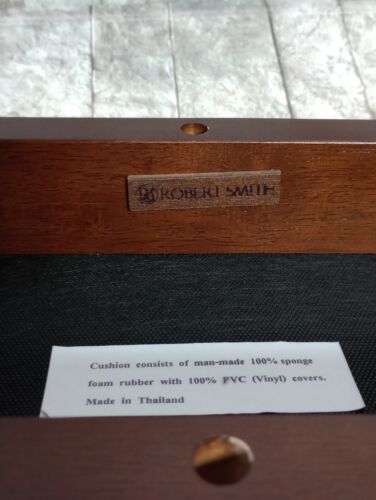 ROBERT SMITH
Cushion consists of man-made 100% sponge
foam rubber with 100% PVC (Vinyl) covers.
Made in Thailand